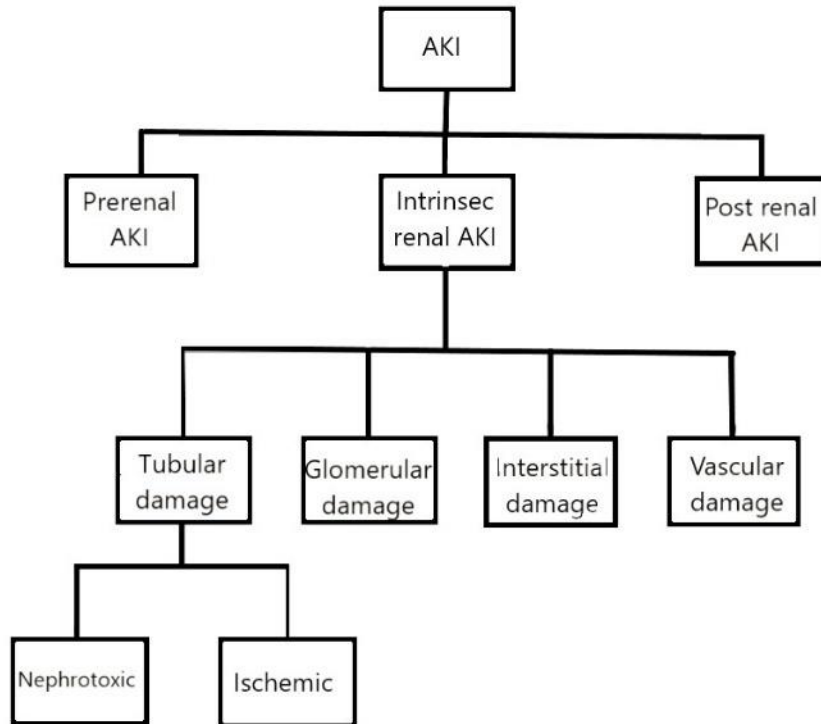 AKI
Prerenal
AKI
Intrinsec
renal AKI
Post renal
AKI
Tubular
damage
Glomerular
damage
Interstitial
damage
Vascular
damage
Nephrotoxic
Ischemic